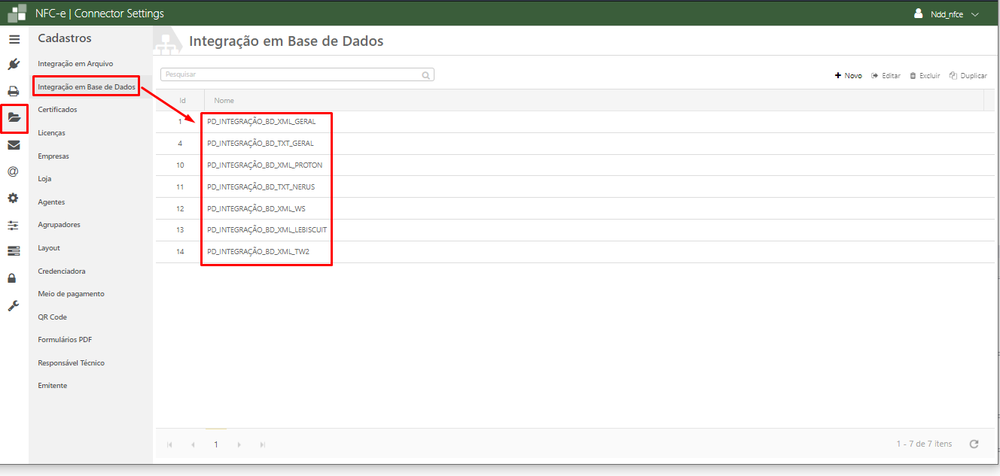 NFC-e | Connector Settings
Ndd_nfce
Cadastros
Integração em Arquivo
Integração em Base de Dados
Certificados
Licenças
Empresas
Loja
Agentes
Agrupadores
Layout
Credenciadora
Meio de pagamento
QR Code
Formulários PDF
Responsável Técnico
Emitente
Integração em Base de Dados
Pesquisar
Novo Editar Excluir Duplicar
Id Nome
1 PD_INTEGRAÇÃO_BD_XML_GERAL
4 PD_INTEGRAÇÃO_BD_TXT_GERAL
10 PD_INTEGRAÇÃO_BD_XML_PROTON
11 PD_INTEGRAÇÃO_BD_TXT_NERUS
12 PD_INTEGRAÇÃO_BD_XML_WS
13 PD_INTEGRAÇÃO_BD_XML_LEBISCUIT
14 PD_INTEGRAÇÃO_BD_XML_TW2
1
1 - 7 de 7 itens